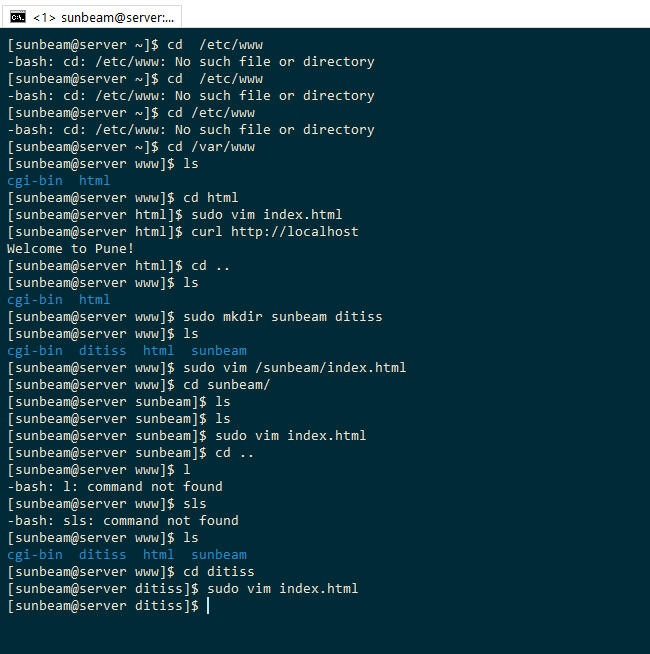 C:\. <1> sunbeam@server:...
[sunbeam@server ~]$ cd  /etc/www
-bash: cd: /etc/www: No such file or directory
[sunbeam@server ~]$ cd  /etc/www
-bash: cd: /etc/www: No such file or directory
[sunbeam@server ~]$ cd /etc/www
-bash: cd: /etc/www: No such file or directory
[sunbeam@server ~]$ cd /var/www
[sunbeam@server www]$ ls
cgi-bin  html
[sunbeam@server www]$ cd html
[sunbeam@server html]$ sudo vim index.html
[sunbeam@server html]$ curl http://localhost
Welcome to Pune!
[sunbeam@server html]$ cd ..
[sunbeam@server www]$ ls
cgi-bin  html
[sunbeam@server www]$ sudo mkdir sunbeam ditiss
[sunbeam@server www]$ ls
cgi-bin  ditiss  html  sunbeam
[sunbeam@server www]$ sudo vim /sunbeam/index.html
[sunbeam@server www]$ cd sunbeam/
[sunbeam@server sunbeam]$ ls
[sunbeam@server sunbeam]$ ls
[sunbeam@server sunbeam]$ sudo vim index.html
[sunbeam@server sunbeam]$ cd ..
[sunbeam@server www]$ l
-bash: l: command not found
[sunbeam@server www]$ sls
-bash: sls: command not found
[sunbeam@server www]$ ls
cgi-bin  ditiss  html  sunbeam
[sunbeam@server www]$ cd ditiss
[sunbeam@server ditiss]$ sudo vim index.html
[sunbeam@server ditiss]$